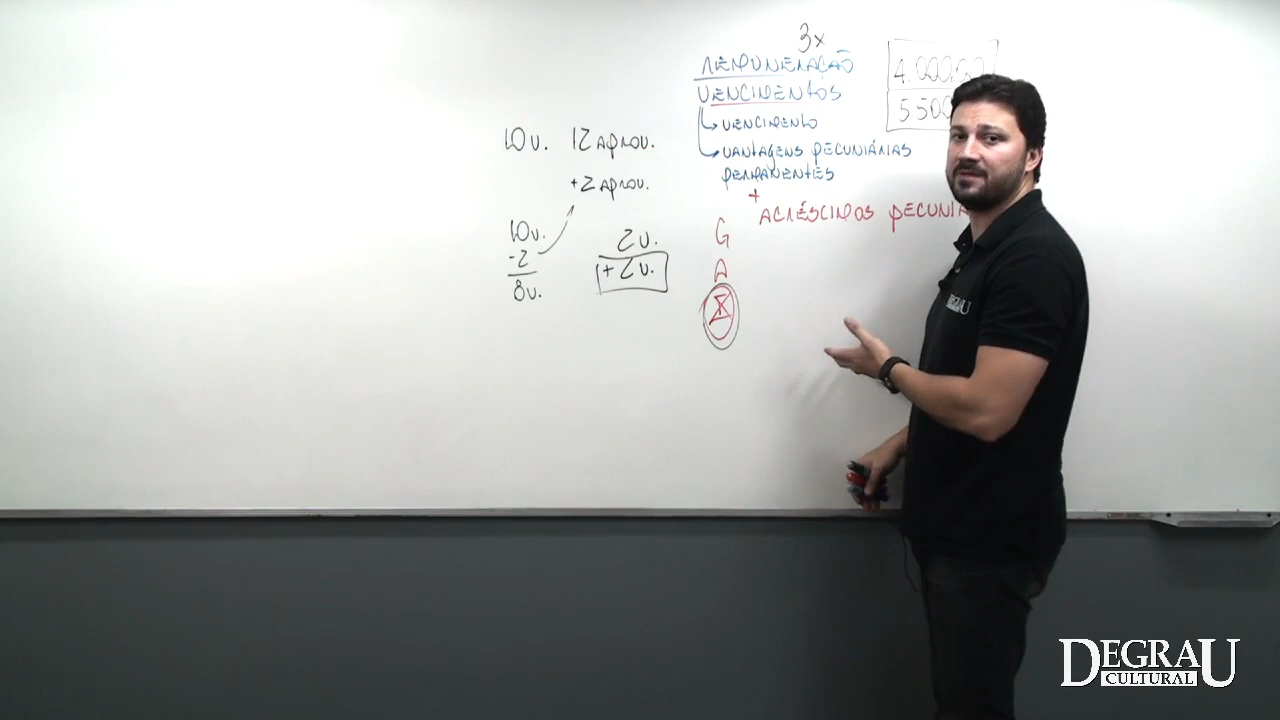 3x
REMUNERAÇÃO
VENCIMENTOS
VENCIMENTO
VANTAGENS PECUNIÁRIAS
PERMANENTES
+
ACRÉSCIMOS
G
A
4.000,00
10 v. 12 aprov.
+2 aprov.
10 v.
-2
8 v.
2 v.
+ 2 v.
DEGRAU
DEGRAU
CULTURAL